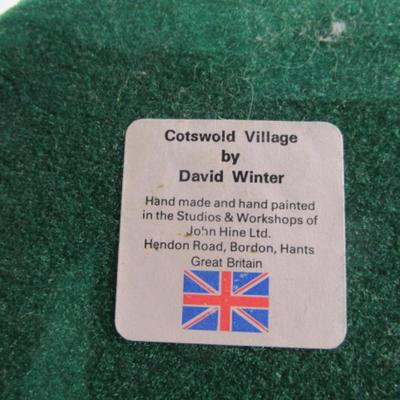 Cotswold Village
by
David Winter
Hand made and hand painted
in the Studios & Workshops of
John Hine Ltd.
Hendon Road, Bordon, Hants
Great Britain